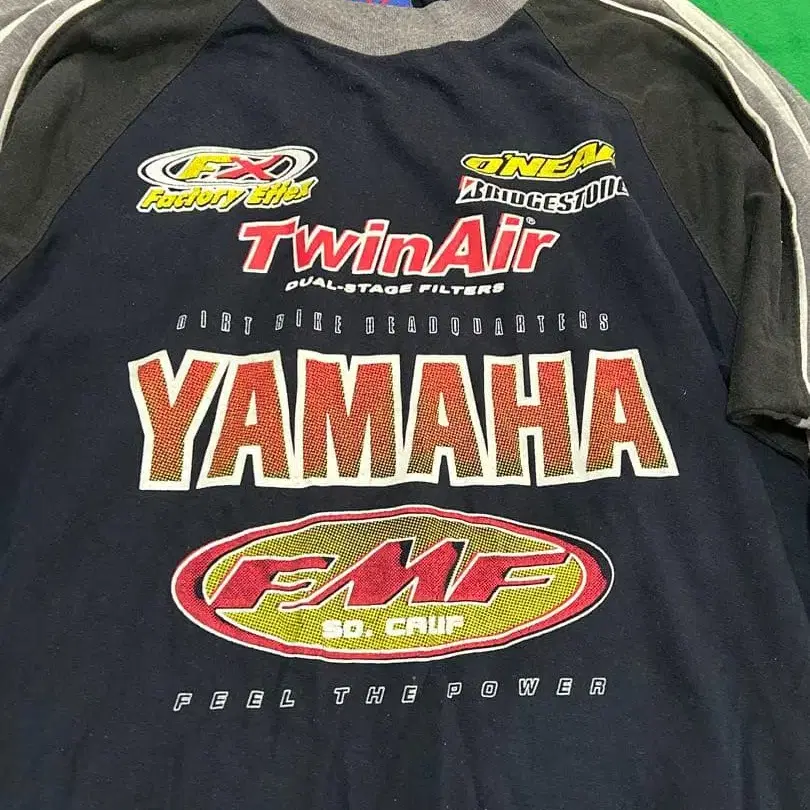 FX
Factory Effex
O'NEAL
BRIDGESTONE
TwinAir®
DUAL-STAGE FILTERS
DIRT BIKE HEADQUARTERS
YAMAHA
FMF
SO. CALIF
FEEL THE POWER